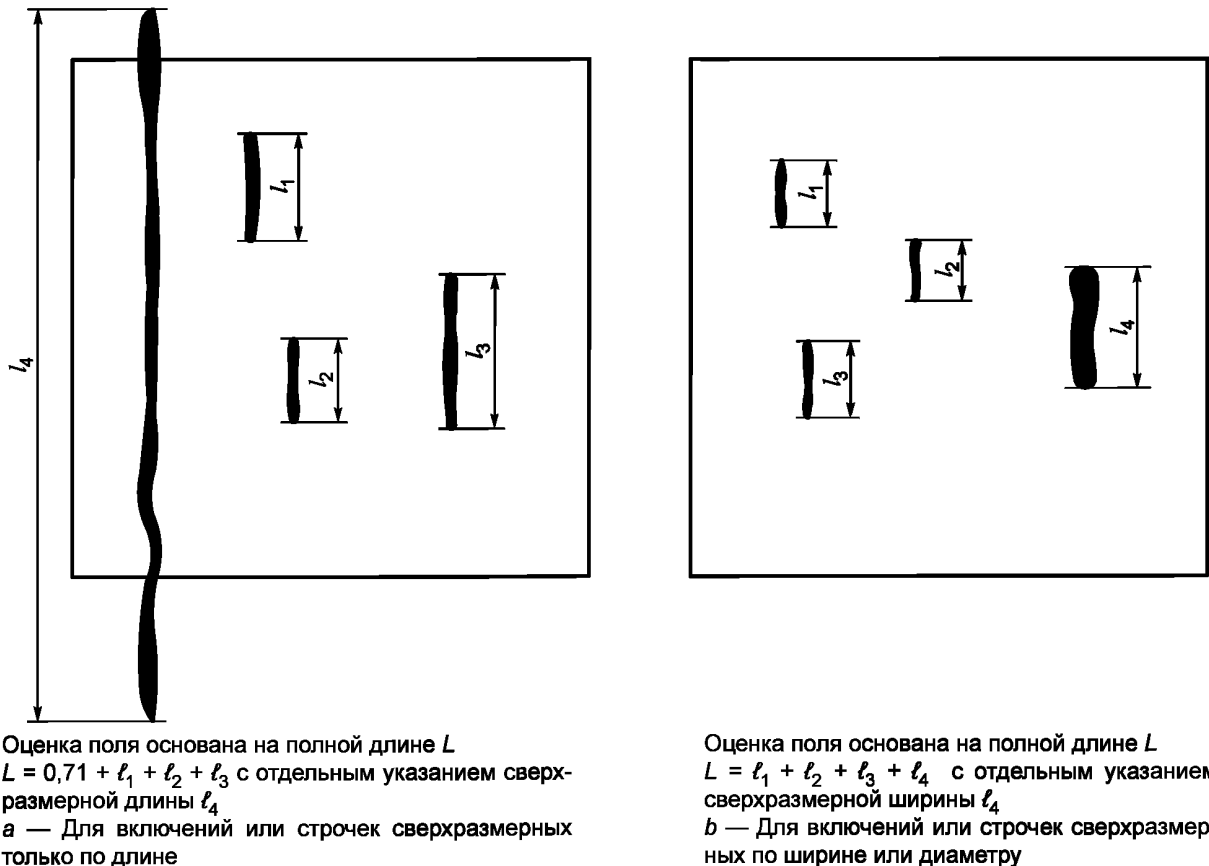 l4
l1
l2
l3
l1
l2
l3
l4
Оценка поля основана на полной длине L
L = 0,71 + ℓ1 + ℓ2 + ℓ3 с отдельным указанием сверх-
размерной длины ℓ4
a — Для включений или строчек сверхразмерных
только по длине
Оценка поля основана на полной длине L
L = ℓ1 + ℓ2 + ℓ3 + ℓ4 с отдельным указанием
сверхразмерной ширины ℓ4
b — Для включений или строчек сверхразмер
ных по ширине или диаметру